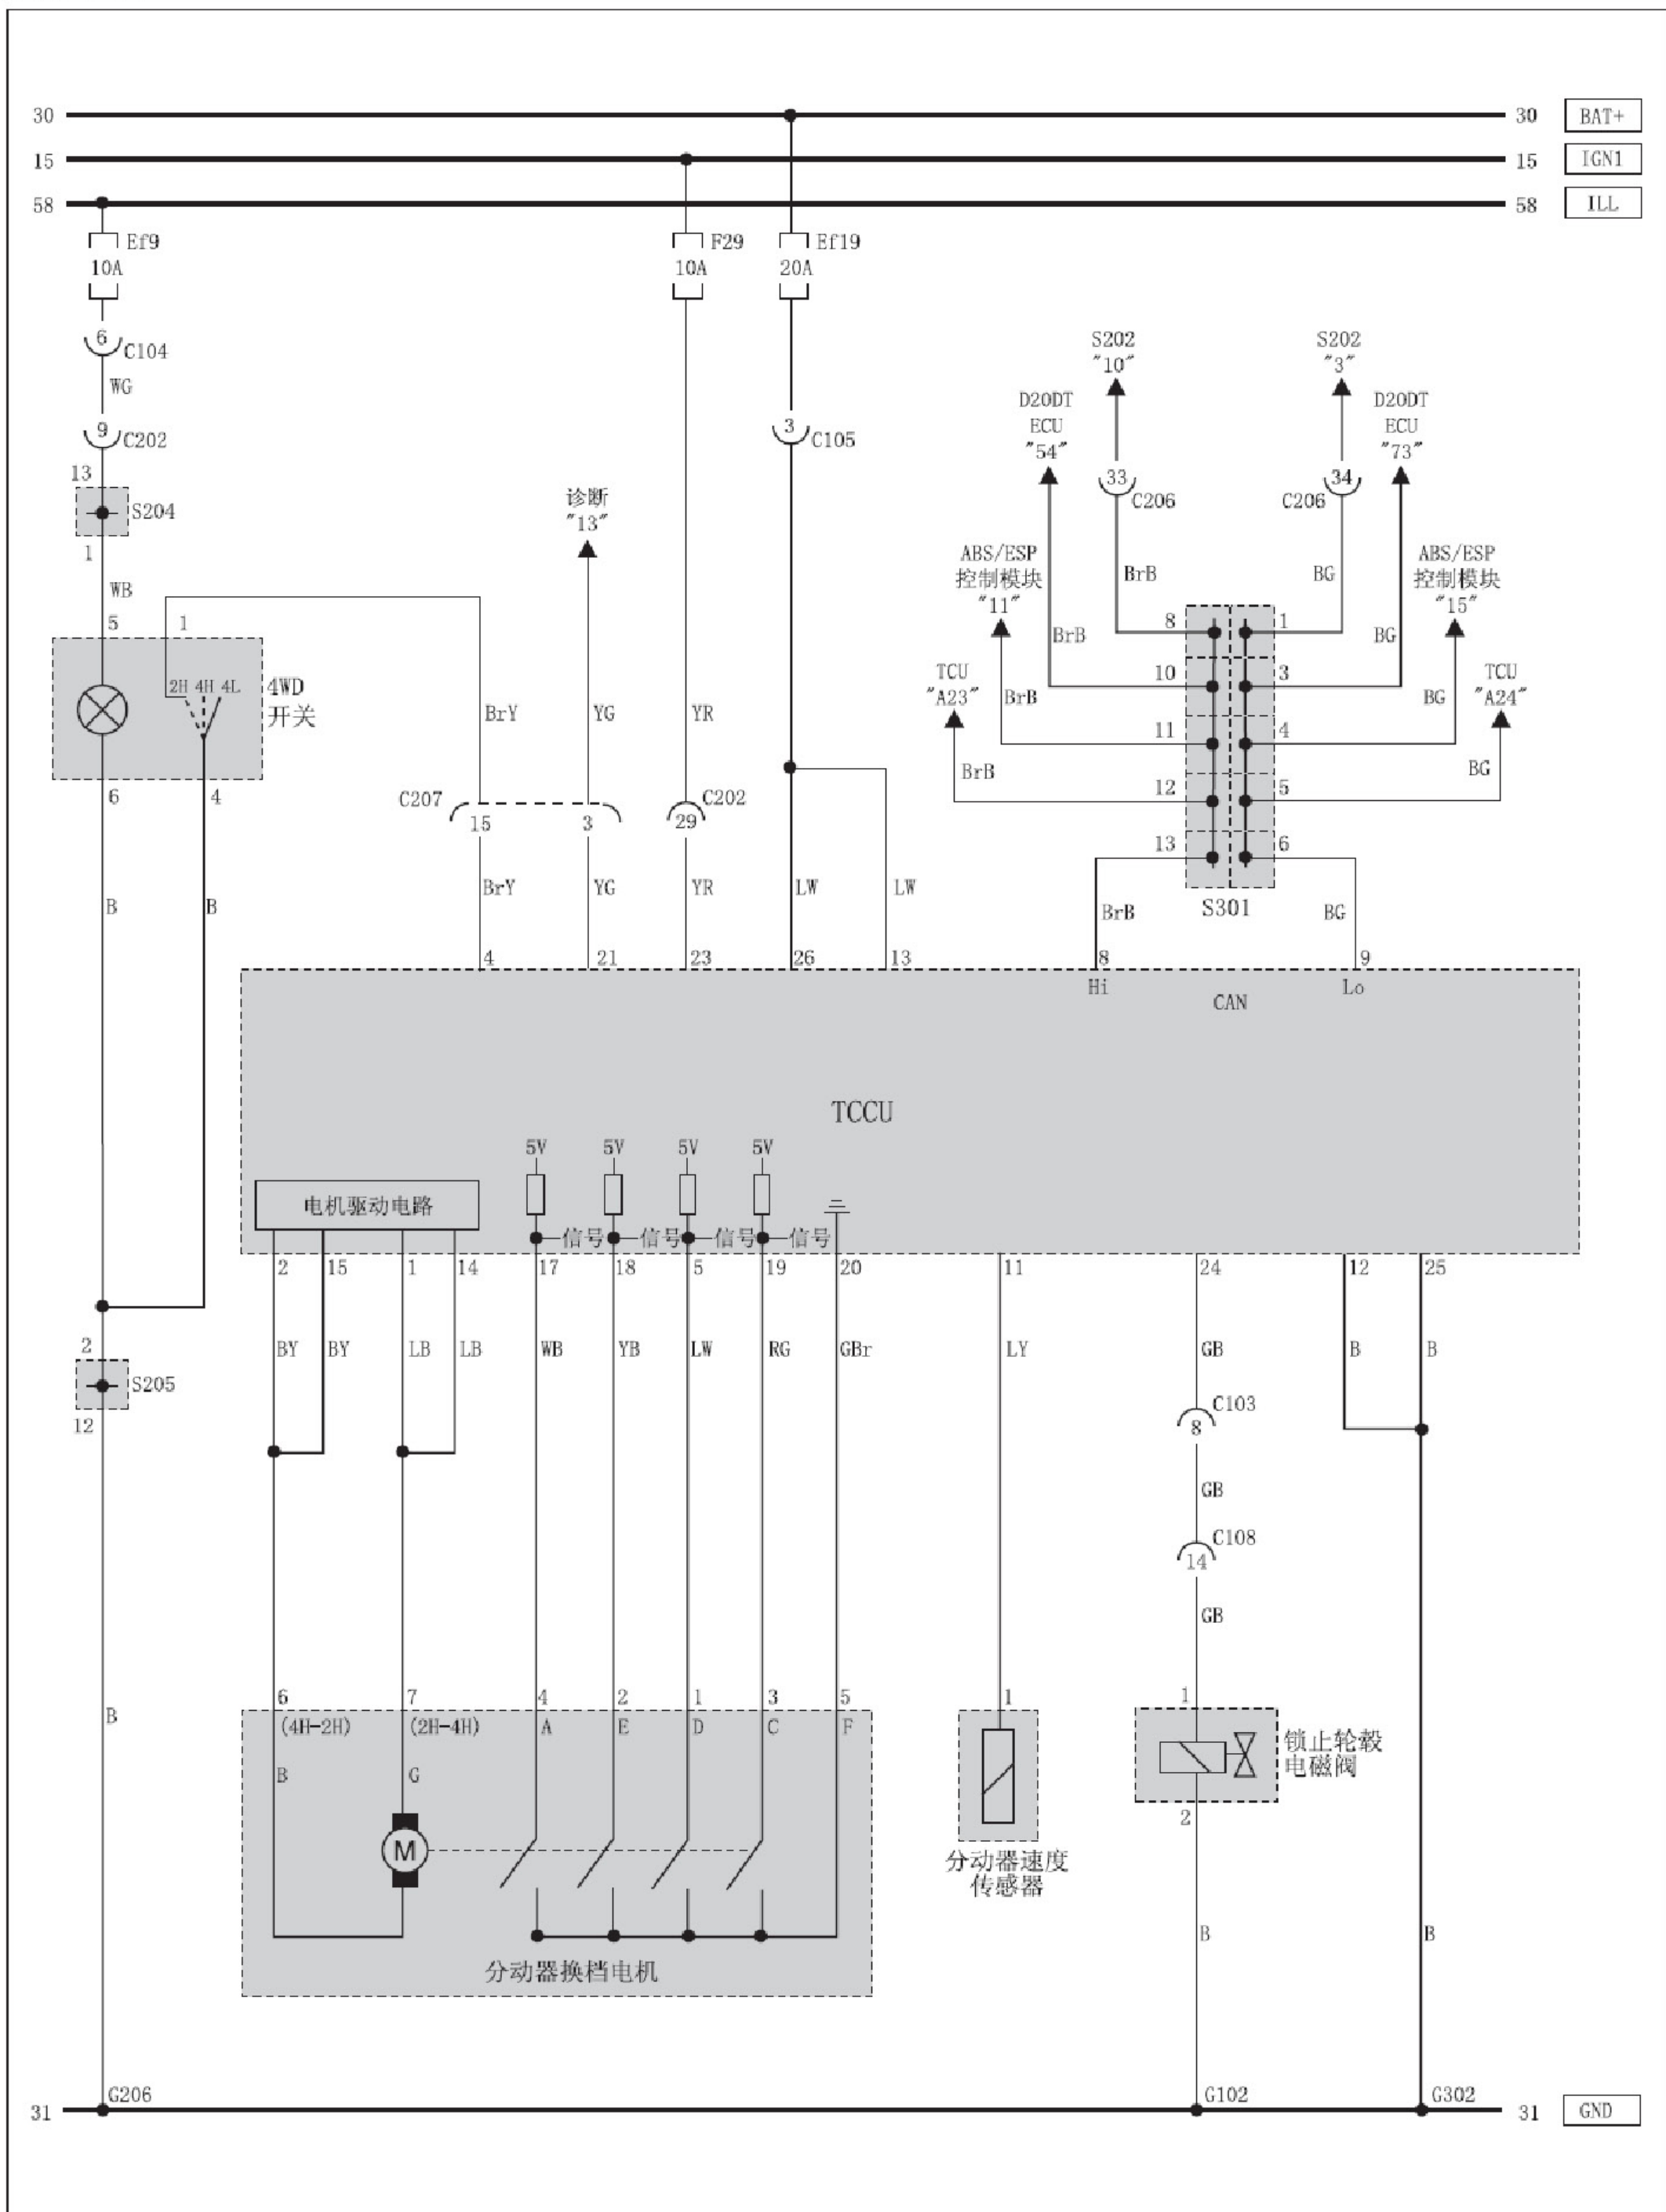 30 30 BAT+
15 15 IGN1
58 58 ILL
Ef9 F29 Ef19
10A 10A 20A
6 C104
WG
9 C202
3 C105
S202 S202
"10" "3"
D20DT D20DT
ECU ECU
"54" "73"
33 34
C206 C206
13
S204
1
诊断
"13"
ABS/ESP ABS/ESP
控制模块 控制模块
"11" "15"
BrB BG
WB
5 1
8 1
BrB BG
TCU TCU
"A23" "A24"
10 3
BrB BG
2H 4H 4L
4WD
开关
BrY YG YR
11 4
BrB BG
12 5
6 4
C207 C202
15 3 29
13 6
BrY YG YR LW LW
B B
BrB S301 BG
4 21 23 26 13 8 9
Hi CAN Lo
TCCU
5V 5V 5V 5V
电机驱动电路
信号 信号 信号 信号
2 15 1 14 17 18 5 19 20 11 24 12 25
2
BY BY LB LB WB YB LW RG GBr LY GB B B
S205
12
C103
8
GB
C108
14
GB
6 7 4 2 1 3 5 1 1
B
(4H-2H) (2H-4H) A E D C F
锁止轮毂
电磁阀
B G
2
M
分动器速度
传感器
B B
分动器换档电机
G206 G102 G302
31 31 GND